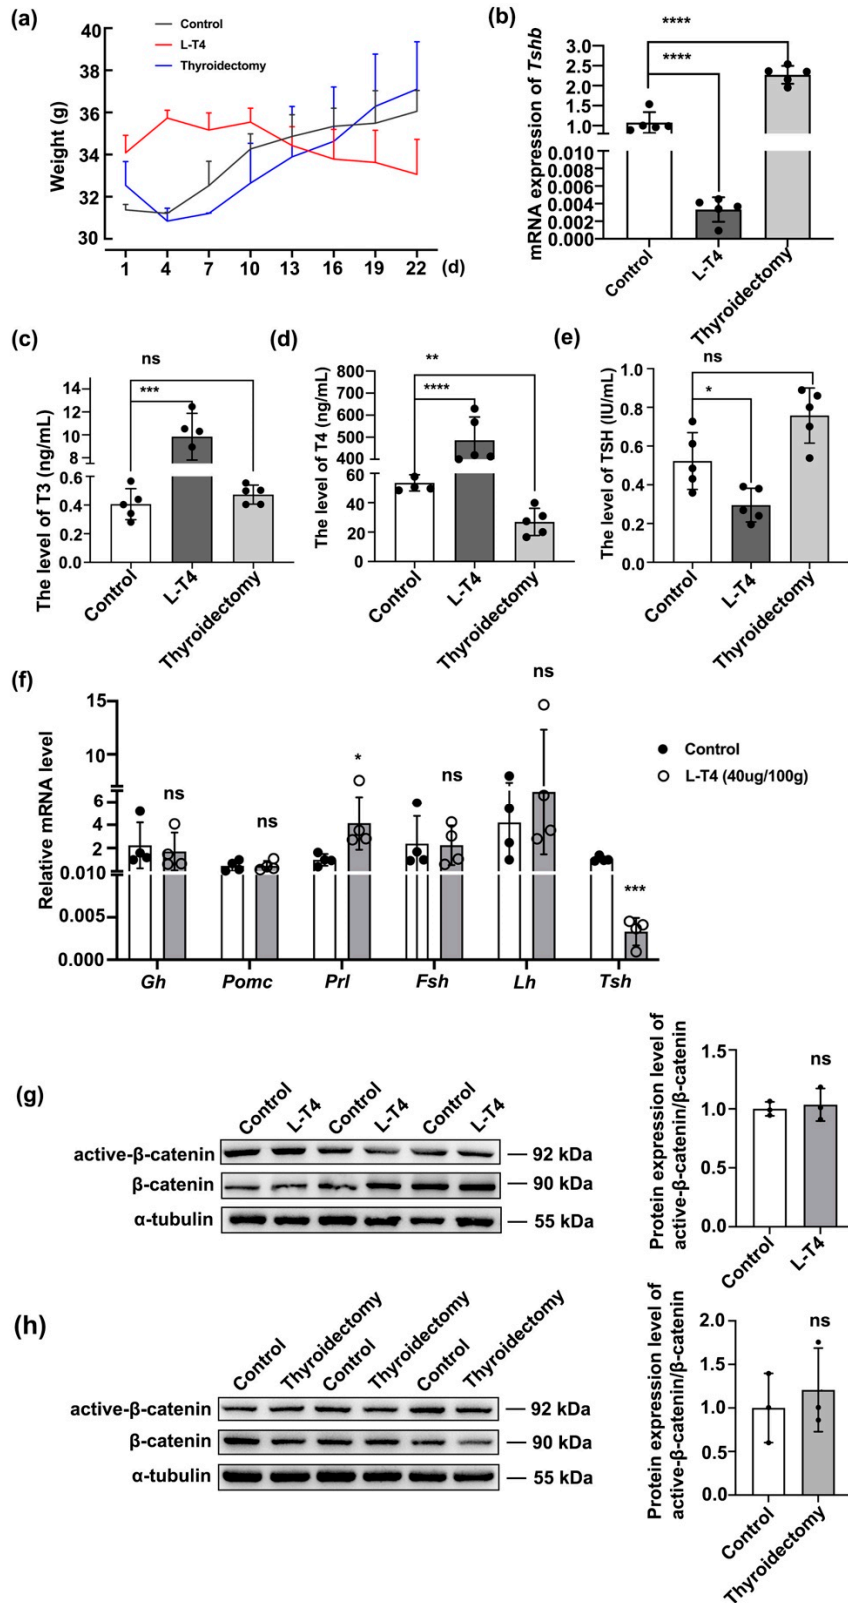 (a)
Control
L-T4
Thyroidectomy
Weight (g)
40
38
36
34
32
30
1 4 7 10 13 16 19 22 (d)
(b)
mRNA expression of Tshb
****
****
3.0
2.5
2.0
1.5
1.0
0.010
0.008
0.006
0.004
0.002
0.000
Control
L-T4
Thyroidectomy
(c)
The level of T3 (ng/mL)
ns
***
14
12
10
8
0.6
0.4
0.2
0.0
Control
L-T4
Thyroidectomy
(d)
The level of T4 (ng/mL)
**
****
800
700
600
500
400
300
60
40
20
0
Control
L-T4
Thyroidectomy
(e)
The level of TSH (IU/mL)
ns
*
0.8
0.6
0.4
0.2
0.0
Control
L-T4
Thyroidectomy
(f)
Relative mRNA level
15
10
6
4
2
0.010
0.005
0.000
ns
ns
*
ns
ns
***
Gh Pomc Prl Fsh Lh Tsh
Control
L-T4 (40ug/100g)
(g)
Control L-T4 Control L-T4 Control L-T4
active-β-catenin 92 kDa
β-catenin 90 kDa
α-tubulin 55 kDa
Protein expression level of
active-β-catenin/β-catenin
1.5
1.0
0.5
0.0
ns
Control
L-T4
(h)
Control Thyroidectomy Control Thyroidectomy Control Thyroidectomy
active-β-catenin 92 kDa
β-catenin 90 kDa
α-tubulin 55 kDa
Protein expression level of
active-β-catenin/β-catenin
2.0
1.5
1.0
0.5
0.0
ns
Control
Thyroidectomy